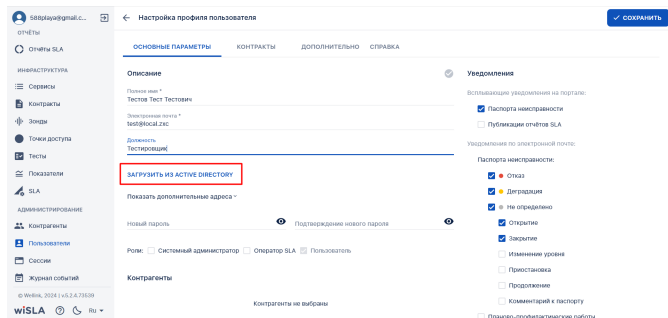 588playa@gmail.c...
← Настройка профиля пользователя
СОХРАНИТЬ
ОТЧЁТЫ
Отчёты SLA
ИНФРАСТРУКТУРА
Сервисы
Контракты
Зонды
Точки доступа
Тесты
Показатели
SLA
АДМИНИСТРИРОВАНИЕ
Контрагенты
Пользователи
Сессии
Журнал событий
© Wellink, 2024 | v.5.2.4.73539
wiSLA Ru
ОСНОВНЫЕ ПАРАМЕТРЫ КОНТРАКТЫ ДОПОЛНИТЕЛЬНО СПРАВКА
Описание
Полное имя *
Тестов Тест Тестович
Электронная почта *
test@local.zxc
Должность
Тестировщик
ЗАГРУЗИТЬ ИЗ ACTIVE DIRECTORY
Показать дополнительные адреса
Новый пароль Подтверждение нового пароля
Роли: Системный администратор Оператор SLA Пользователь
Контрагенты
Контрагенты не выбраны
Уведомления
Всплывающие уведомления на портале:
Паспорта неисправности
Публикации отчётов SLA
Уведомления по электронной почте:
Паспорта неисправности:
Отказ
Деградация
Не определено
Открытие
Закрытие
Изменение уровня
Приостановка
Продолжение
Комментарий к паспорту
Планово-профилактические работы